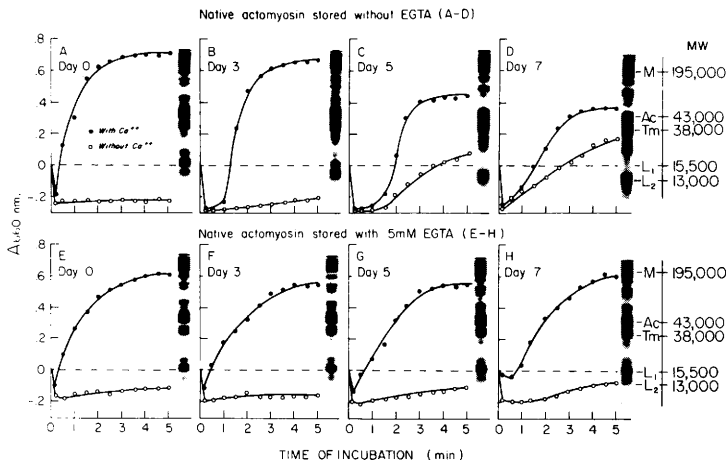 Native actomyosin stored without EGTA (A-D)
A
Day 0
B
Day 3
C
Day 5
D
Day 7
MW
With Ca++
Without Ca++
.8
.6
.4
.2
0
-.2
M 195,000
Ac 43,000
Tm 38,000
L1 15,500
L2 13,000
A660 nm.
Native actomyosin stored with 5mM EGTA (E-H)
E
Day 0
F
Day 3
G
Day 5
H
Day 7
.8
.6
.4
.2
0
-.2
M 195,000
Ac 43,000
Tm 38,000
L1 15,500
L2 13,000
0 1 2 3 4 5 0 1 2 3 4 5 0 1 2 3 4 5 0 1 2 3 4 5
TIME OF INCUBATION (min)